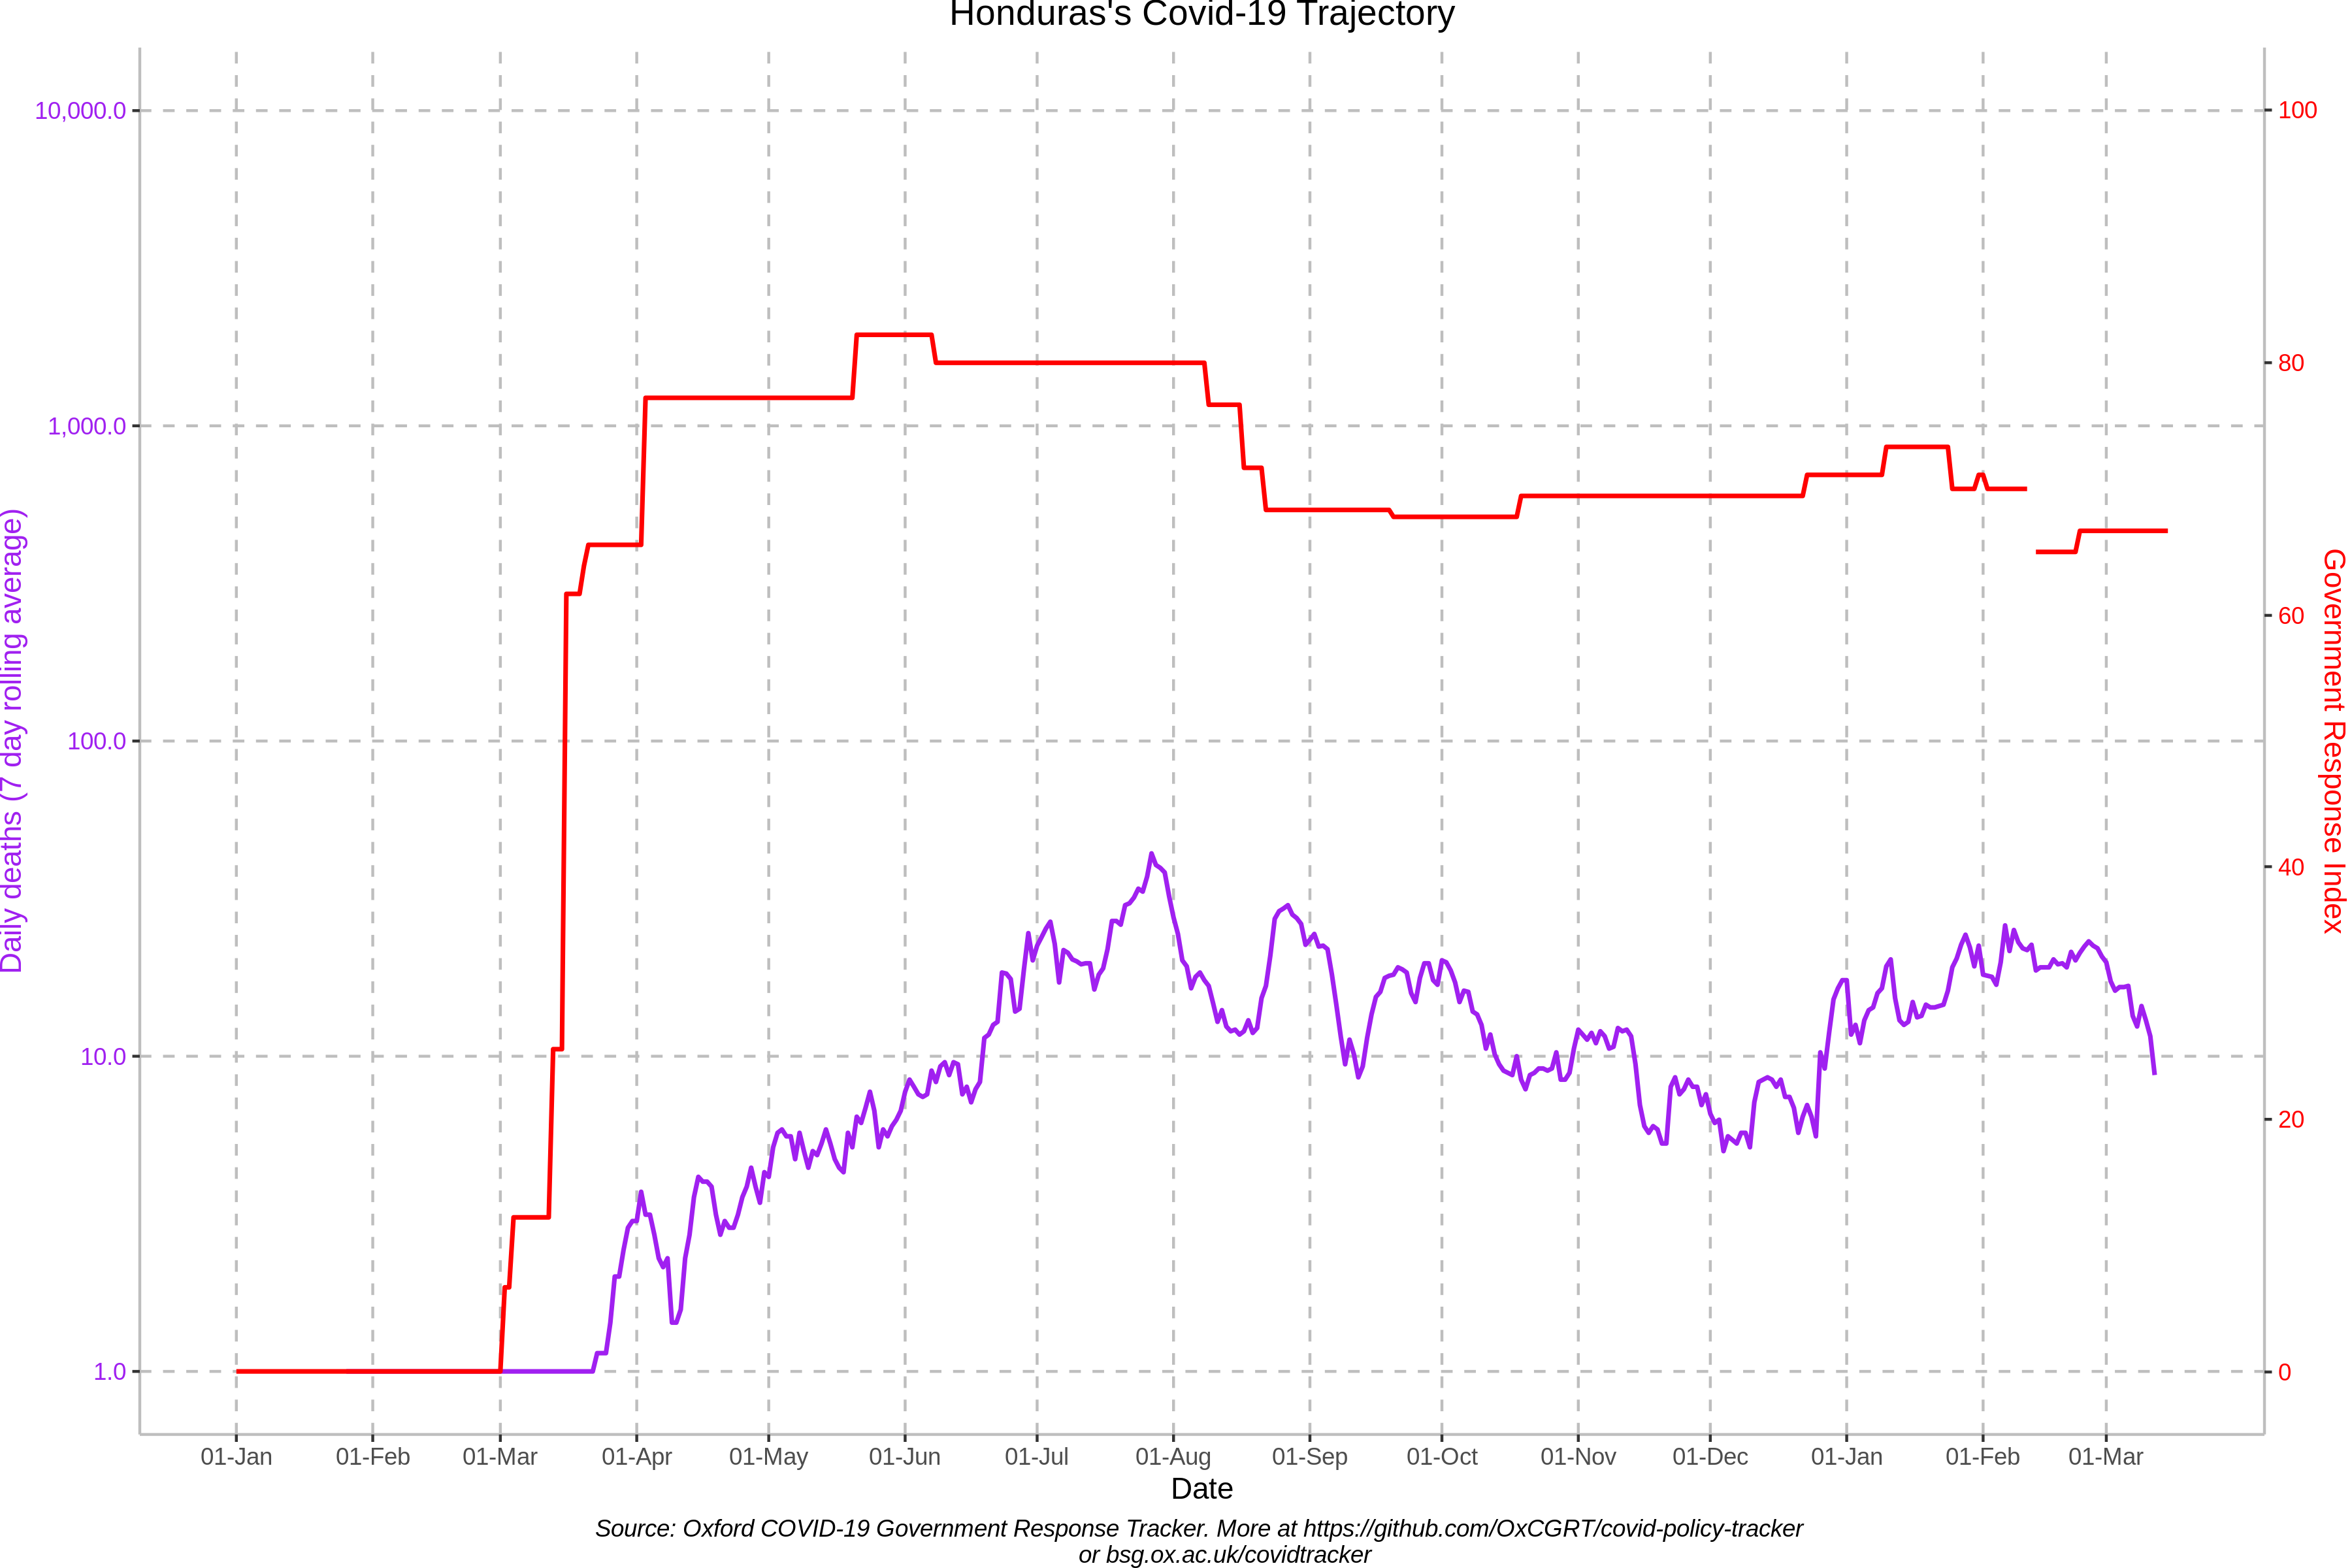 Honduras's Covid-19 Trajectory
Daily deaths (7 day rolling average)
10,000.0
1,000.0
100.0
10.0
1.0
100
80
60
40
20
0
Government Response Index
01-Jan 01-Feb 01-Mar 01-Apr 01-May 01-Jun 01-Jul 01-Aug 01-Sep 01-Oct 01-Nov 01-Dec 01-Jan 01-Feb 01-Mar
Date
Source: Oxford COVID-19 Government Response Tracker. More at https://github.com/OxCGRT/covid-policy-tracker
or bsg.ox.ac.uk/covidtracker